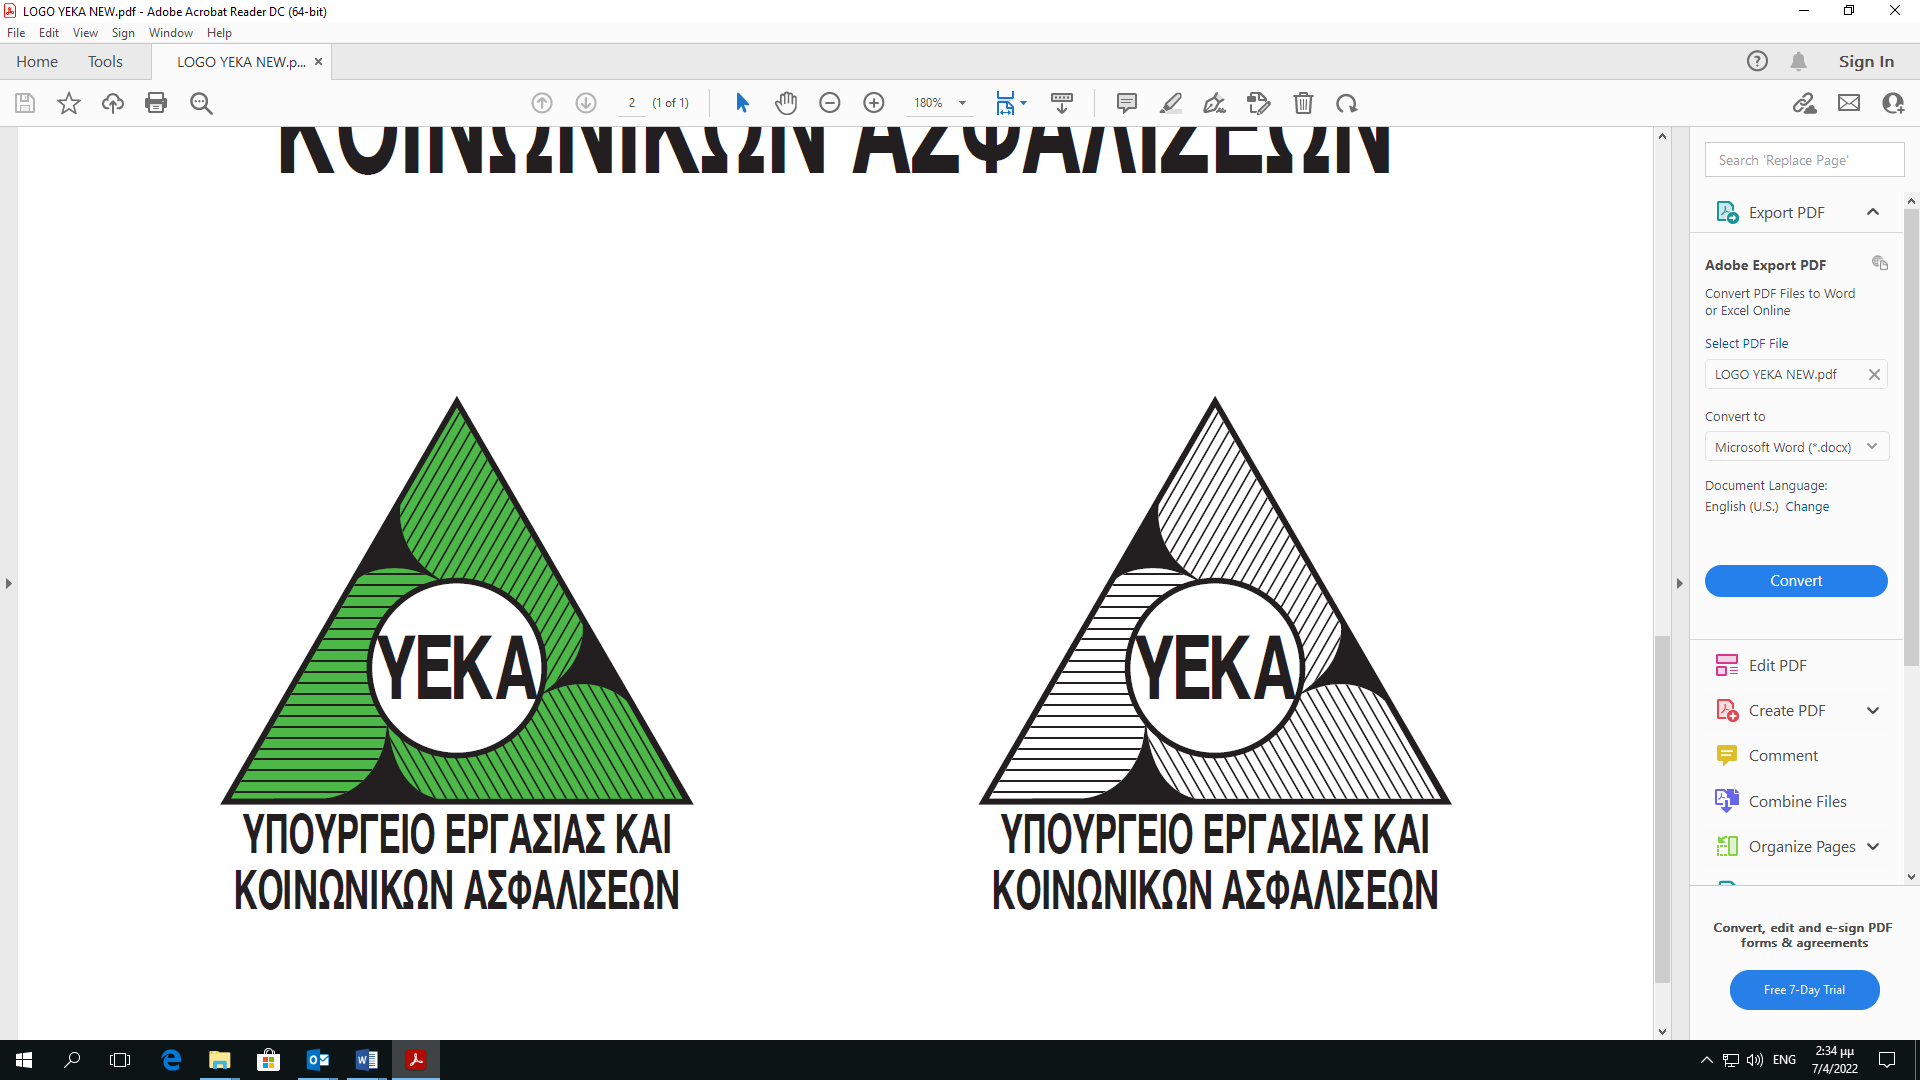 LOGO YEKA NEW.pdf - Adobe Acrobat Reader DC (64-bit)
File Edit View Sign Window Help
Home Tools LOGO YEKA NEW.p... Sign In
2 (1 of 1) 180%
ΚΟΙΝΩΝΙΚΩΝ ΑΣΦΑΛΙΣΕΩΝ
ΥΕΚΑ
ΥΠΟΥΡΓΕΙΟ ΕΡΓΑΣΙΑΣ ΚΑΙ
ΚΟΙΝΩΝΙΚΩΝ ΑΣΦΑΛΙΣΕΩΝ
ΥΕΚΑ
ΥΠΟΥΡΓΕΙΟ ΕΡΓΑΣΙΑΣ ΚΑΙ
ΚΟΙΝΩΝΙΚΩΝ ΑΣΦΑΛΙΣΕΩΝ
Search 'Replace Page'
Export PDF
Adobe Export PDF
Convert PDF Files to Word
or Excel Online
Select PDF File
LOGO YEKA NEW.pdf
Convert to
Microsoft Word (*.docx)
Document Language:
English (U.S.) Change
Convert
Edit PDF
Create PDF
Comment
Combine Files
Organize Pages
Convert, edit and e-sign PDF
forms & agreements
Free 7-Day Trial
ENG
2:34 μμ
7/4/2022